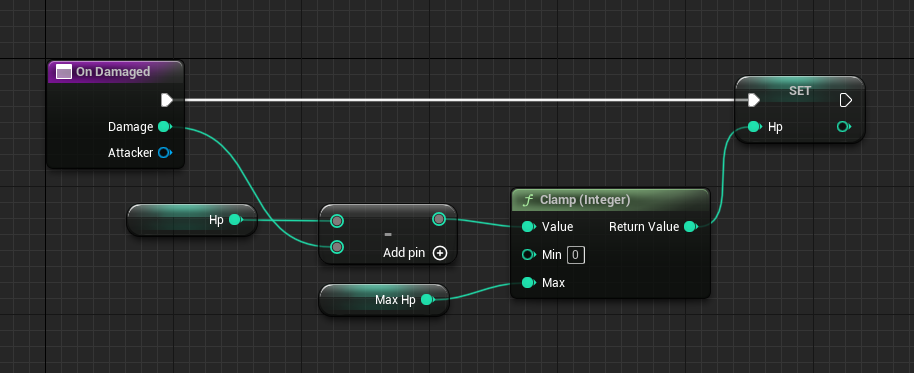 On Damaged
SET
Damage
Hp
Attacker
f Clamp (Integer)
Hp
-
Value
Return Value
Add pin
Min 0
Max Hp
Max